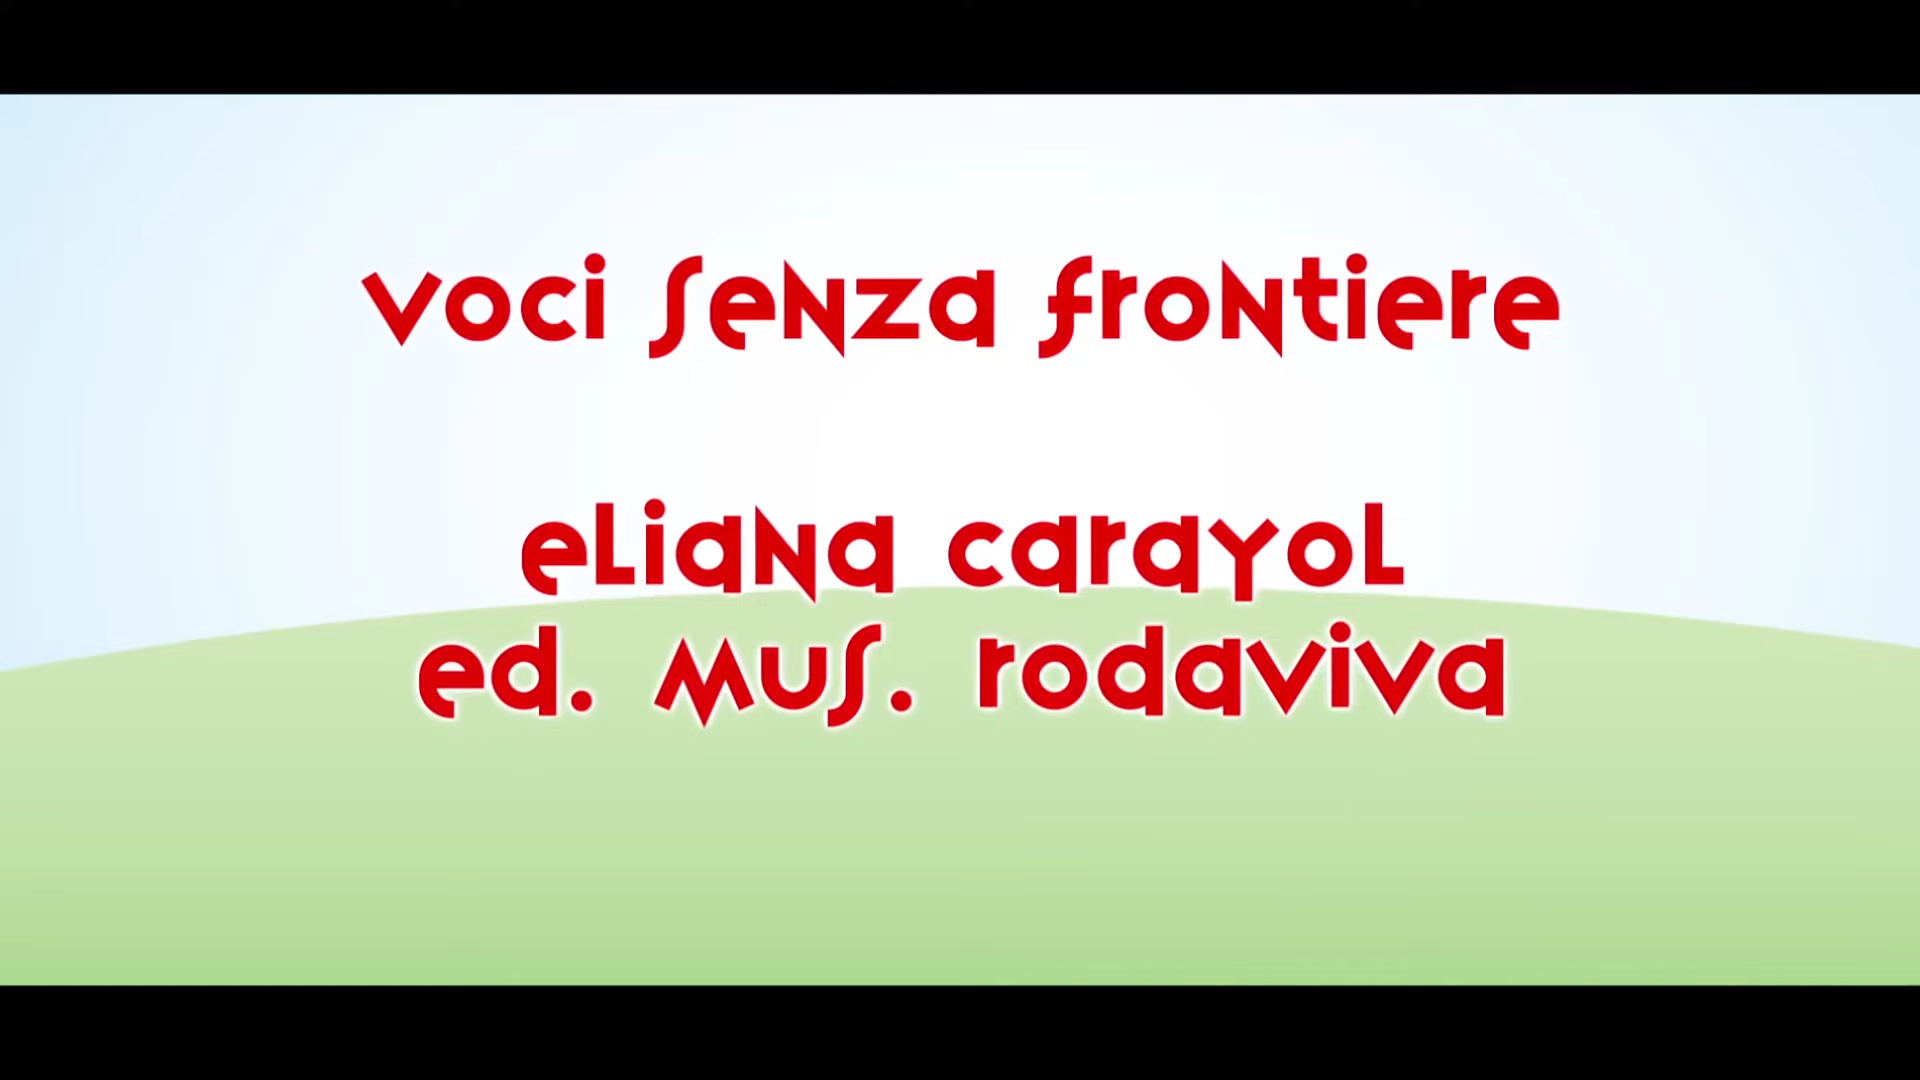 voci senza frontiere
eliana carayol
ed. mus. rodaviva